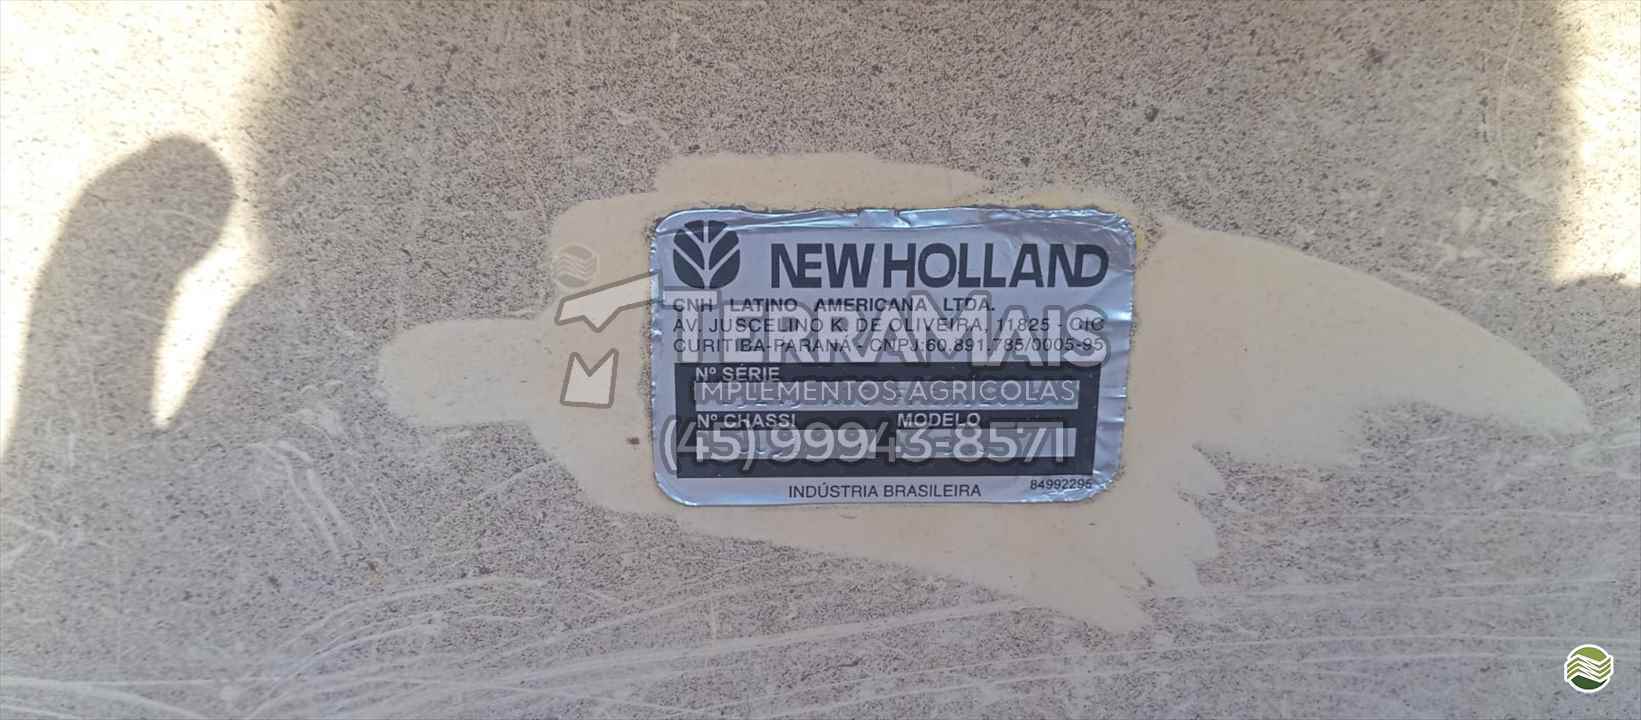 NEW HOLLAND
CNH LATINO AMERICANA LTDA.
AV. JUSCELINO K. DE OLIVEIRA, 11825 - CIC
CURITIBA-PARANÁ - CNPJ:60.891.785/0005-95
TERRAMAIS
Nº SÉRIE
IMPLEMENTOS AGRÍCOLAS
Nº CHASSI MODELO
(45) 99943-8571
INDÚSTRIA BRASILEIRA 84992295